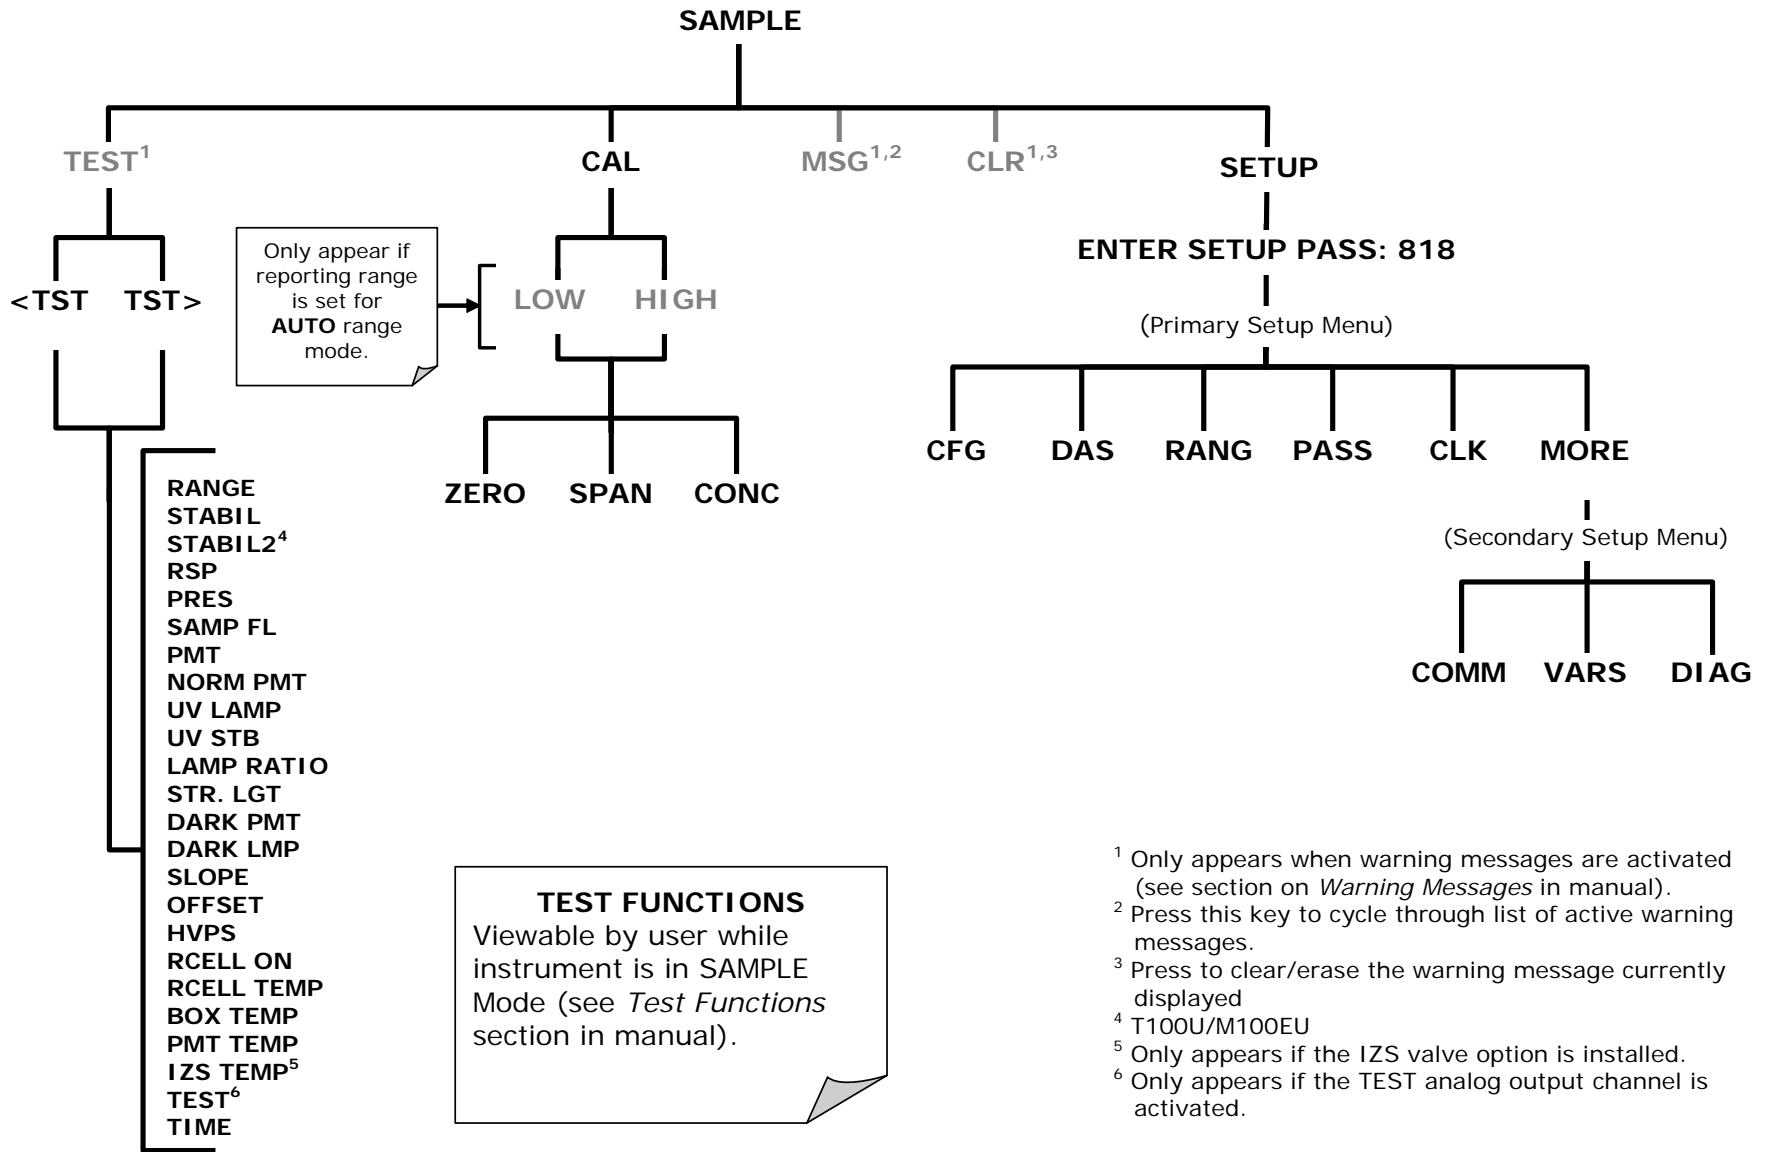 SAMPLE
TEST1
CAL
MSG1,2
CLR1,3
SETUP
<TST TST>
Only appear if
reporting range
is set for
AUTO range
mode.
LOW HIGH
ZERO SPAN CONC
ENTER SETUP PASS: 818
(Primary Setup Menu)
CFG DAS RANG PASS CLK MORE
(Secondary Setup Menu)
COMM VARS DIAG
RANGE
STABIL
STABIL24
RSP
PRES
SAMP FL
PMT
NORM PMT
UV LAMP
UV STB
LAMP RATIO
STR. LGT
DARK PMT
DARK LMP
SLOPE
OFFSET
HVPS
RCELL ON
RCELL TEMP
BOX TEMP
PMT TEMP
IZS TEMP5
TEST6
TIME
TEST FUNCTIONS
Viewable by user while
instrument is in SAMPLE
Mode (see Test Functions
section in manual).
1 Only appears when warning messages are activated
(see section on Warning Messages in manual).
2 Press this key to cycle through list of active warning
messages.
3 Press to clear/erase the warning message currently
displayed
4 T100U/M100EU
5 Only appears if the IZS valve option is installed.
6 Only appears if the TEST analog output channel is
activated.